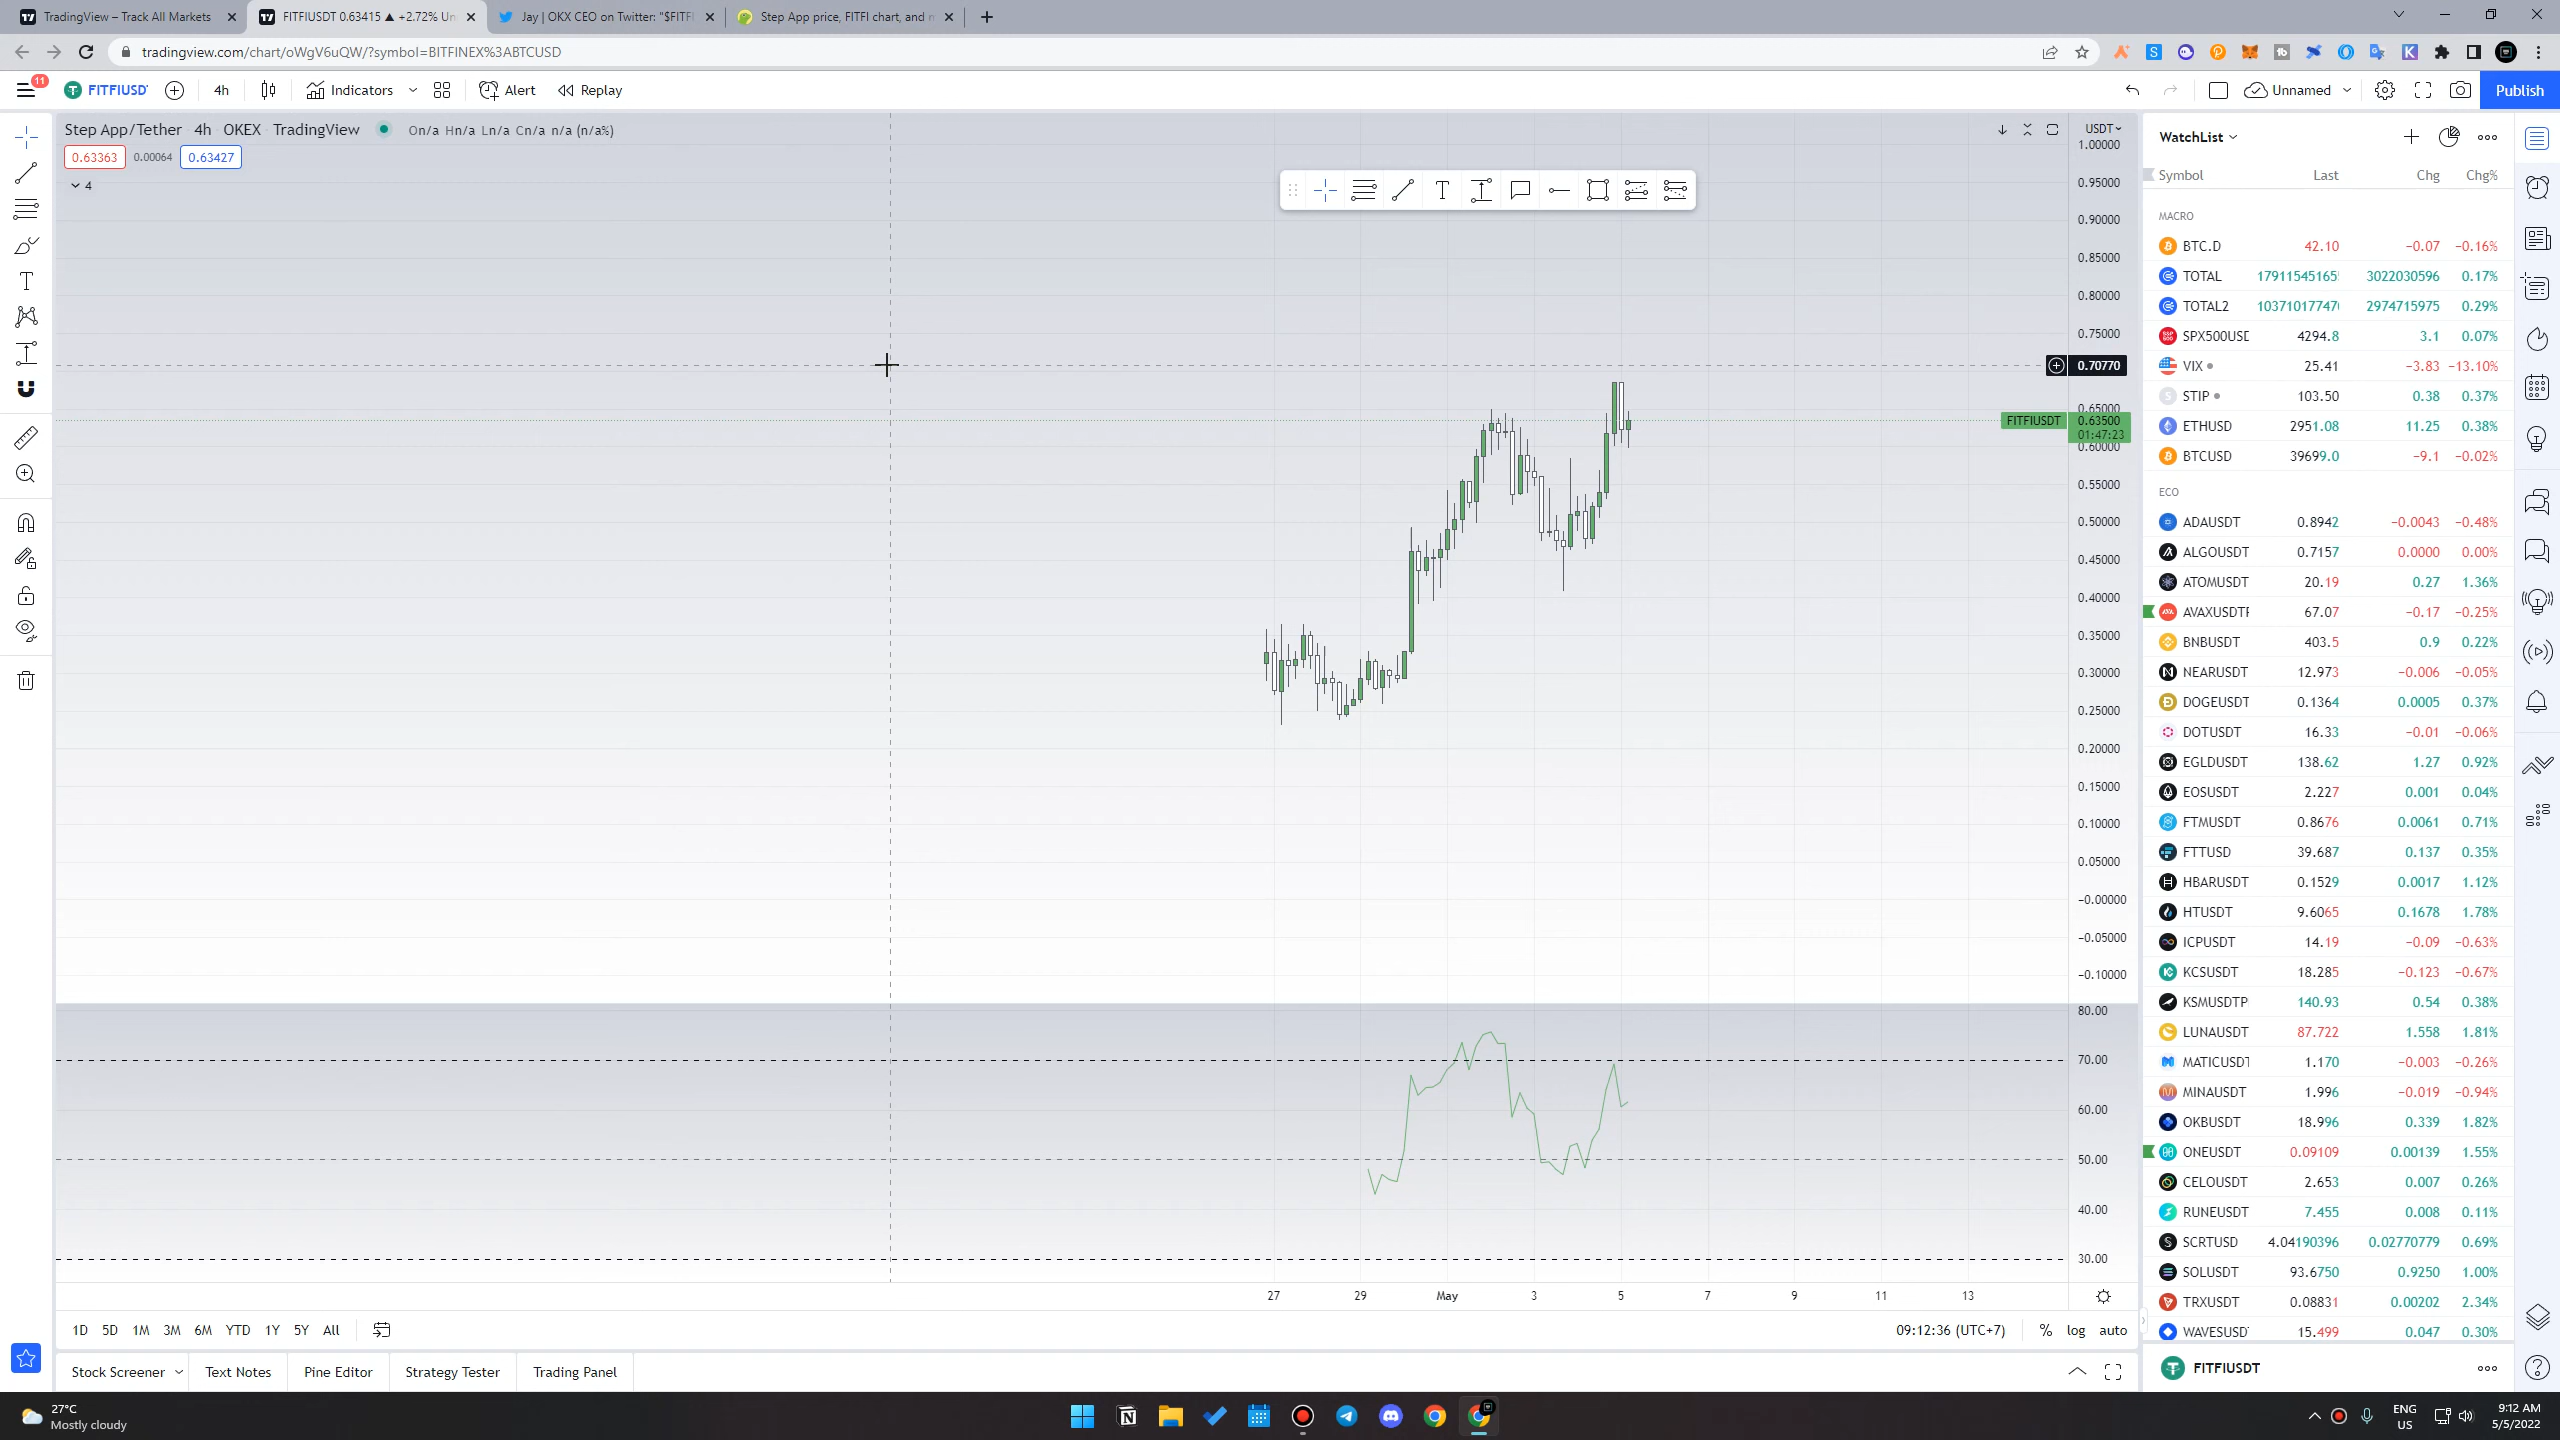 TradingView – Track All Markets
FITFIUSDT 0.63415 ▲ +2.72% Un
Jay | OKX CEO on Twitter: "$FITFI
Step App price, FITFI chart, and m
tradingview.com/chart/oWgV6uQW/?symbol=BITFINEX%3ABTCUSD
11
FITFIUSD
4h
Indicators
Alert
Replay
Unnamed
Publish
Step App/Tether 4h OKEX TradingView
On/a Hn/a Ln/a Cn/a n/a (n/a%)
0.63363
0.00064
0.63427
4
USDT
1.00000
0.95000
0.90000
0.85000
0.80000
0.75000
0.70770
0.65000
FITFIUSDT
0.63500
01:47:23
0.60000
0.55000
0.50000
0.45000
0.40000
0.35000
0.30000
0.25000
0.20000
0.15000
0.10000
0.05000
−0.00000
−0.05000
−0.10000
80.00
70.00
60.00
50.00
40.00
30.00
27 29 May 3 5 7 9 11 13
1D 5D 1M 3M 6M YTD 1Y 5Y All
09:12:36 (UTC+7)
% log auto
Stock Screener
Text Notes
Pine Editor
Strategy Tester
Trading Panel
WatchList
Symbol Last Chg Chg%
MACRO
BTC.D 42.10 −0.07 −0.16%
TOTAL 179115451655 3022030596 0.17%
TOTAL2 2974715975 0.29%
SPX500USD 4294.8 3.1 0.07%
VIX 25.41 −3.83 −13.10%
STIP 103.50 0.38 0.37%
ETHUSD 2951.08 11.25 0.38%
BTCUSD 39699.0 −9.1 −0.02%
ECO
ADAUSDT 0.8942 −0.0043 −0.48%
ALGOUSDT 0.7157 0.0000 0.00%
ATOMUSDT 20.19 0.27 1.36%
AVAXUSDTF 67.07 −0.17 −0.25%
BNBUSDT 403.5 0.9 0.22%
NEARUSDT 12.973 −0.006 −0.05%
DOGEUSDT 0.1364 0.0005 0.37%
DOTUSDT 16.33 −0.01 −0.06%
EGLDUSDT 138.62 1.27 0.92%
EOSUSDT 2.227 0.001 0.04%
FTMUSDT 0.8676 0.0061 0.71%
FTTUSD 39.687 0.137 0.35%
HBARUSDT 0.1529 0.0017 1.12%
HTUSDT 9.6065 0.1678 1.78%
ICPUSDT 14.19 −0.09 −0.63%
KCSUSDT 18.285 −0.123 −0.67%
KSMUSDTP 140.93 0.54 0.38%
LUNAUSDT 87.722 1.558 1.81%
MATICUSDT 1.170 −0.003 −0.26%
MINAUSDT 1.996 −0.019 −0.94%
OKBUSDT 18.996 0.339 1.82%
ONEUSDT 0.09109 0.00139 1.55%
CELOUSDT 2.653 0.007 0.26%
RUNEUSDT 7.455 0.008 0.11%
SCRTUSD 4.04190396 0.02770779 0.69%
SOLUSDT 93.6750 0.9250 1.00%
TRXUSDT 0.08831 0.00202 2.34%
WAVESUSD 15.499 0.047 0.30%
FITFIUSDT
27°C
Mostly cloudy
ENG
US
9:12 AM
5/5/2022